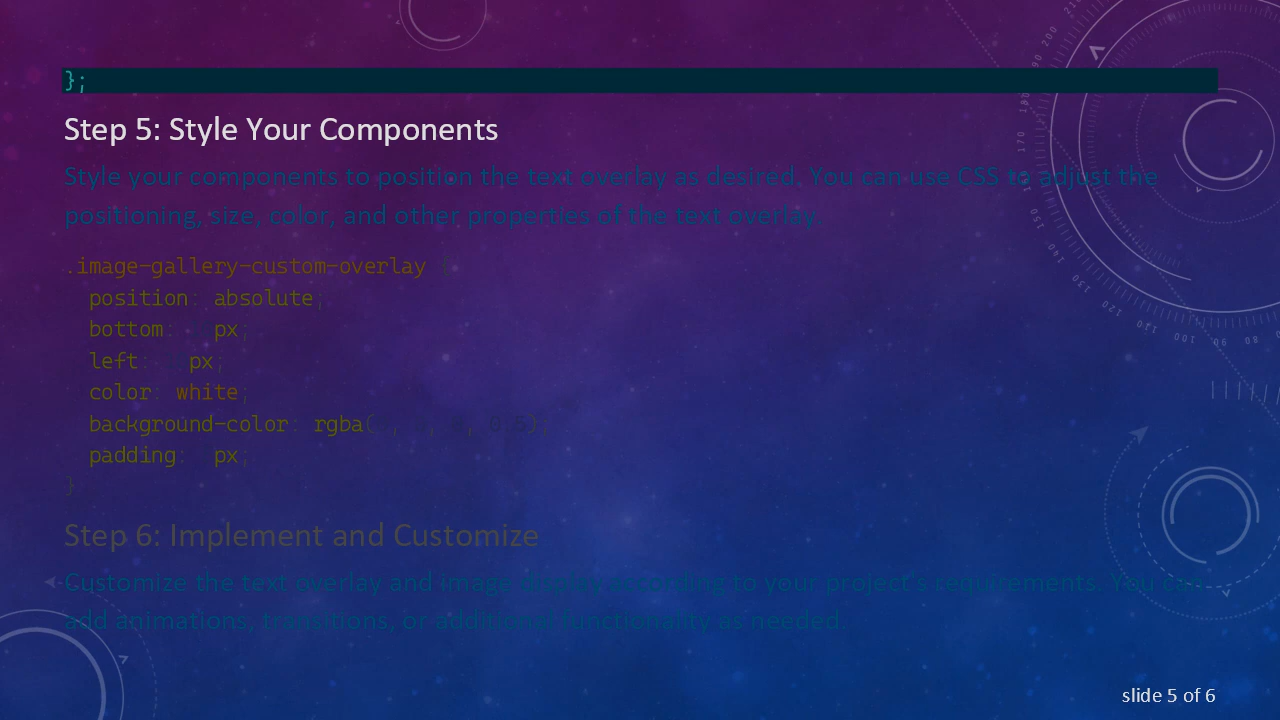 };
Step 5: Style Your Components
Style your components to position the text overlay as desired. You can use CSS to adjust the
positioning, size, color, and other properties of the text overlay.
.image-gallery-custom-overlay {
position: absolute;
bottom: px;
left: px;
color: white;
background-color: rgba( , 0.5);
padding: px;
}
Step 6: Implement and Customize
Customize the text overlay and image display according to your project's requirements. You can
add animations, transitions, or additional functionality as needed.
slide 5 of 6